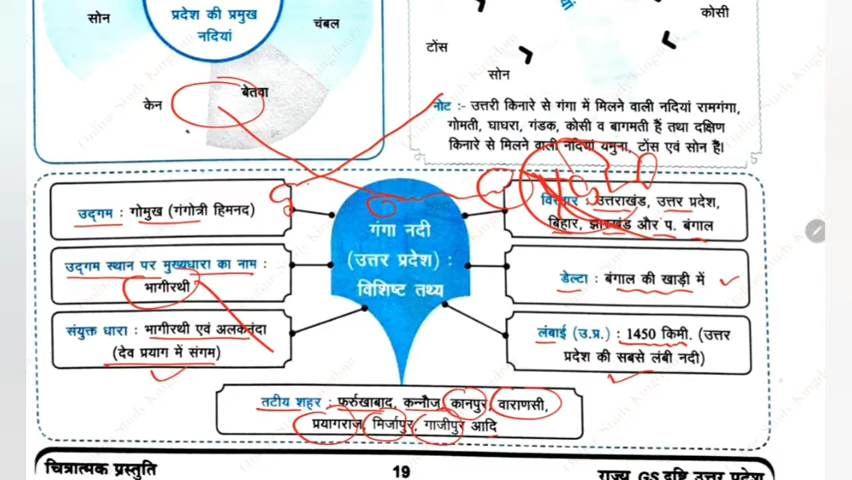 सोन
प्रदेश की प्रमुख
नदियां
चंबल
केन
बेतवा
कोसी
टोंस
सोन
नोट :- उत्तरी किनारे से गंगा में मिलने वाली नदियां रामगंगा,
गोमती, घाघरा, गंडक, कोसी व बागमती हैं तथा दक्षिण
किनारे से मिलने वाली नदियां यमुना, टोंस एवं सोन हैं।
उद्गम : गोमुख (गंगोत्री हिमनद)
उद्गम स्थान पर मुख्यधारा का नाम :
भागीरथी
संयुक्त धारा : भागीरथी एवं अलकनंदा
(देव प्रयाग में संगम)
गंगा नदी
(उत्तर प्रदेश) :
विशिष्ट तथ्य
विस्तार : उत्तराखंड, उत्तर प्रदेश,
बिहार, झारखंड और प. बंगाल
डेल्टा : बंगाल की खाड़ी में
लंबाई (उ.प्र.) : 1450 किमी. (उत्तर
प्रदेश की सबसे लंबी नदी)
तटीय शहर : फर्रुखाबाद, कन्नौज, कानपुर, वाराणसी,
प्रयागराज, मिर्जापुर, गाजीपुर आदि
चित्रात्मक प्रस्तुति
19
राज्य GS दृष्टि उत्तर प्रदेश